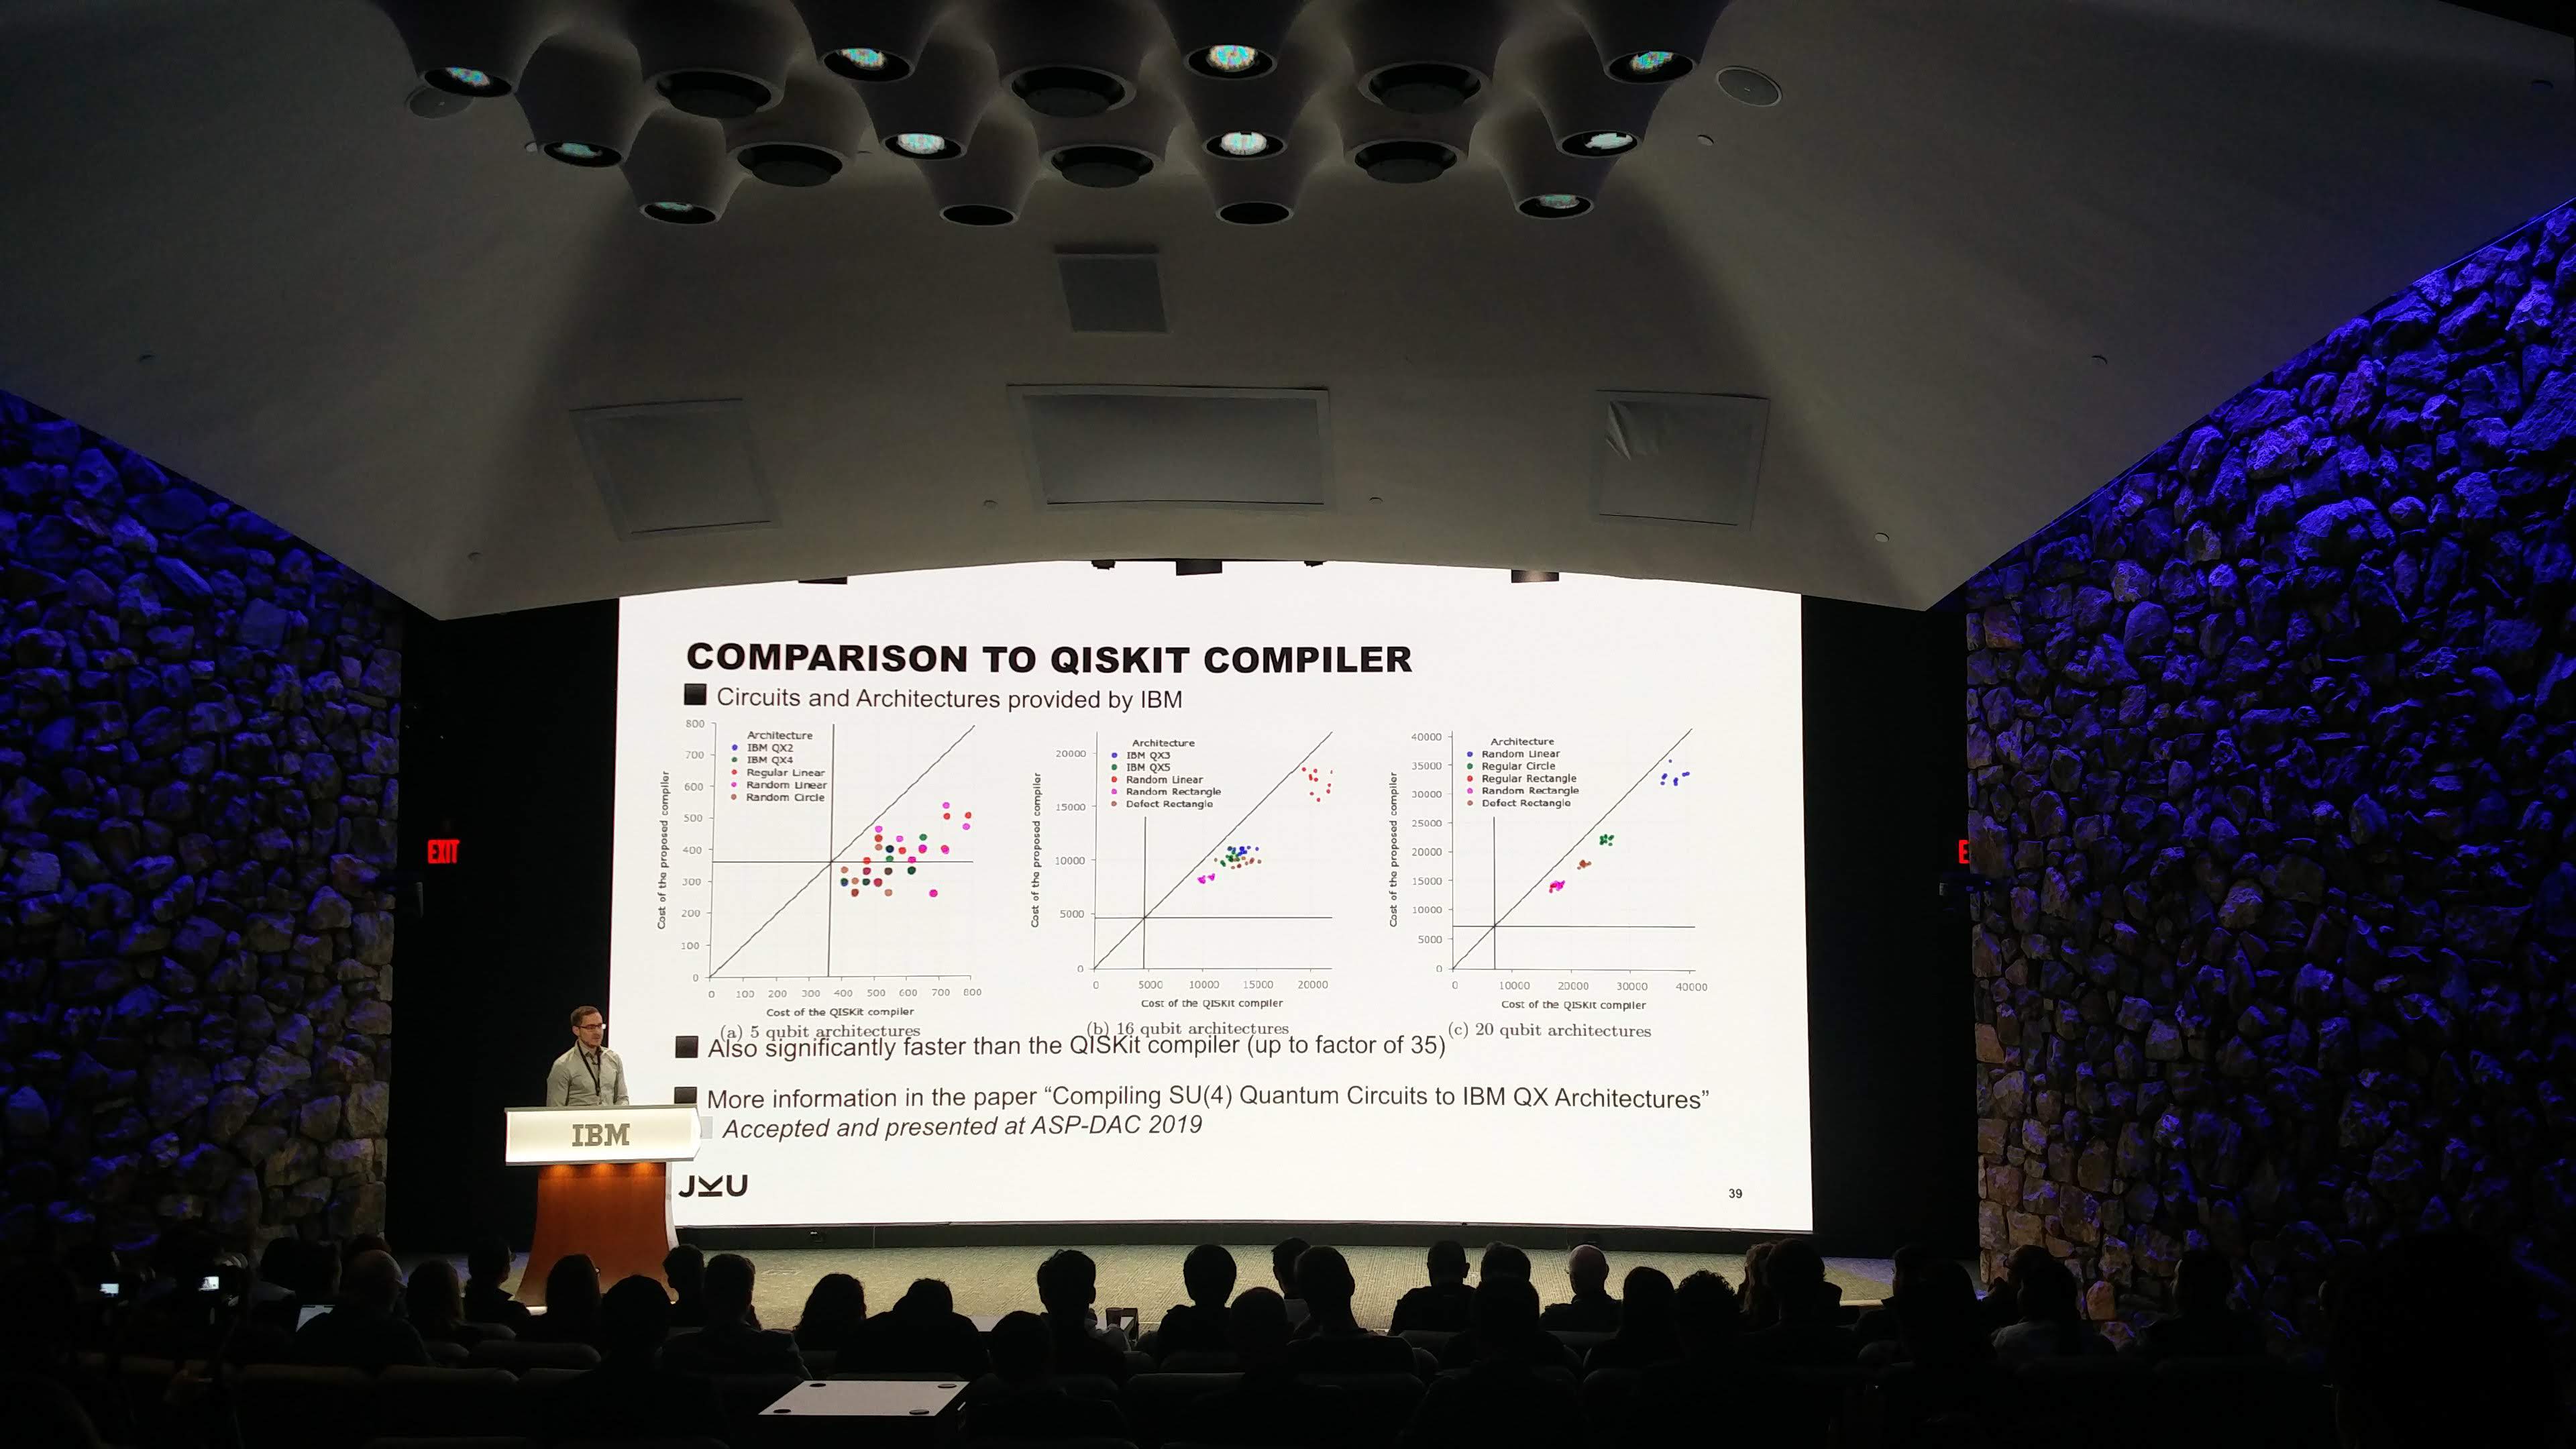 COMPARISON TO QISKIT COMPILER
Circuits and Architectures provided by IBM
Cost of the proposed compiler
800
700
600
500
400
300
200
100
0
Architecture
IBM QX2
IBM QX4
Regular Linear
Random Linear
Random Circle
0 100 200 300 400 500 600 700 800
Cost of the QISKit compiler
(a) 5 qubit architectures
Cost of the proposed compiler
20000
15000
10000
5000
0
Architecture
IBM QX3
IBM QX5
Random Linear
Random Rectangle
Defect Rectangle
0 5000 10000 15000 20000
Cost of the QISKit compiler
(b) 16 qubit architectures
Cost of the proposed compiler
40000
35000
30000
25000
20000
15000
10000
5000
0
Architecture
Random Linear
Regular Circle
Regular Rectangle
Random Rectangle
Defect Rectangle
0 10000 20000 30000 40000
Cost of the QISKit compiler
(c) 20 qubit architectures
Also significantly faster than the QISKit compiler (up to factor of 35)
More information in the paper “Compiling SU(4) Quantum Circuits to IBM QX Architectures”
Accepted and presented at ASP-DAC 2019
JKU
39
EXIT
E
IBM